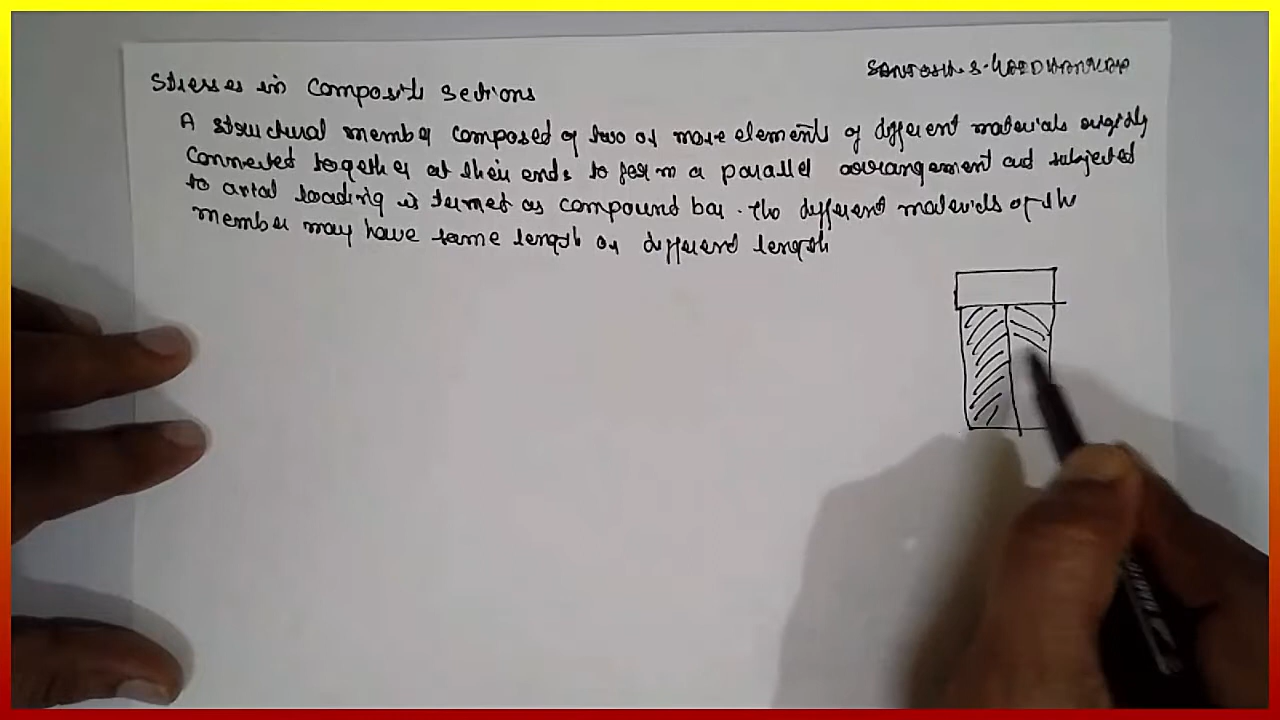 Stresses in Composite Sections
SANTOSH.S.
A structural member composed of two or more elements of different materials rigidly
Connected together at their ends to form a parallel arrangement and subjected
to axial loading is termed as compound bar. The different materials of the
member may have same length or different length